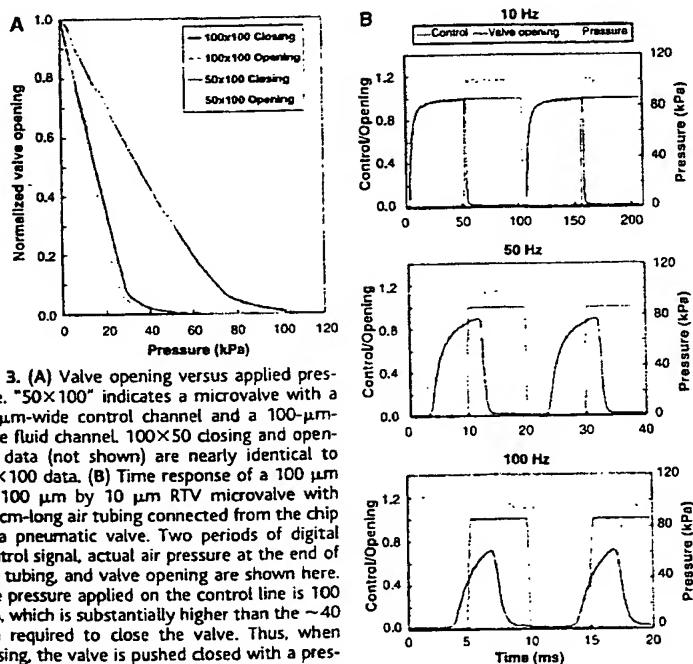 A
1.0
0.8
0.6
0.4
0.2
0.0
Normalized valve opening
100x100 Closing
100x100 Opening
50x100 Closing
50x100 Opening
0 20 40 60 80 100 120
Pressure (kPa)
3. (A) Valve opening versus applied pres-
e. "50×100" indicates a microvalve with a
μm-wide control channel and a 100-μm-
e fluid channel. 100×50 closing and open-
data (not shown) are nearly identical to
×100 data. (B) Time response of a 100 μm
100 μm by 10 μm RTV microvalve with
cm-long air tubing connected from the chip
a pneumatic valve. Two periods of digital
trol signal, actual air pressure at the end of
tubing, and valve opening are shown here.
e pressure applied on the control line is 100
, which is substantially higher than the ~40
required to close the valve. Thus, when
sing, the valve is pushed closed with a pres-
B
10 Hz
Control Valve opening Pressure
1.2
0.8
0.4
0.0
Control/Opening
120
80
40
0
Pressure (kPa)
0 50 100 150 200
50 Hz
1.2
0.8
0.4
0.0
Control/Opening
120
80
40
0
Pressure (kPa)
0 10 20 30 40
100 Hz
1.2
0.8
0.4
0.0
Control/Opening
120
80
40
0
Pressure (kPa)
0 5 10 15 20
Time (ms)